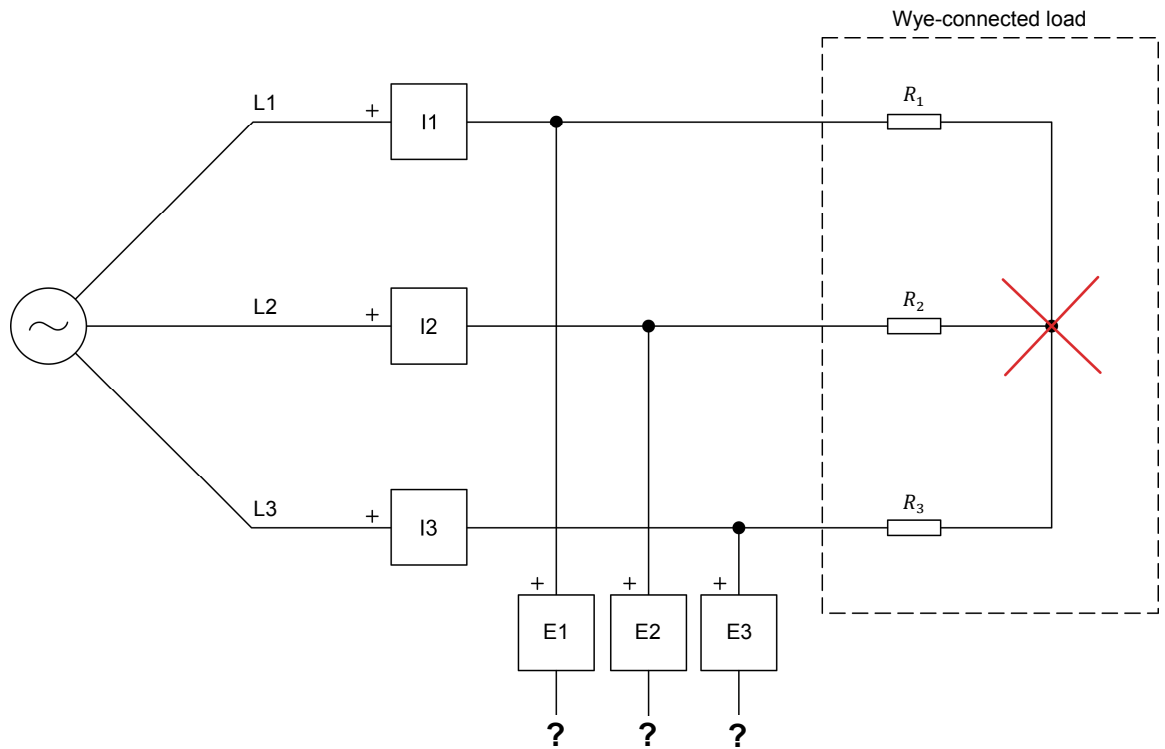 Wye-connected load
L1
+
I1
R₁
L2
+
I2
R₂
L3
+
I3
R₃
+
E1
+
E2
+
E3
?
?
?